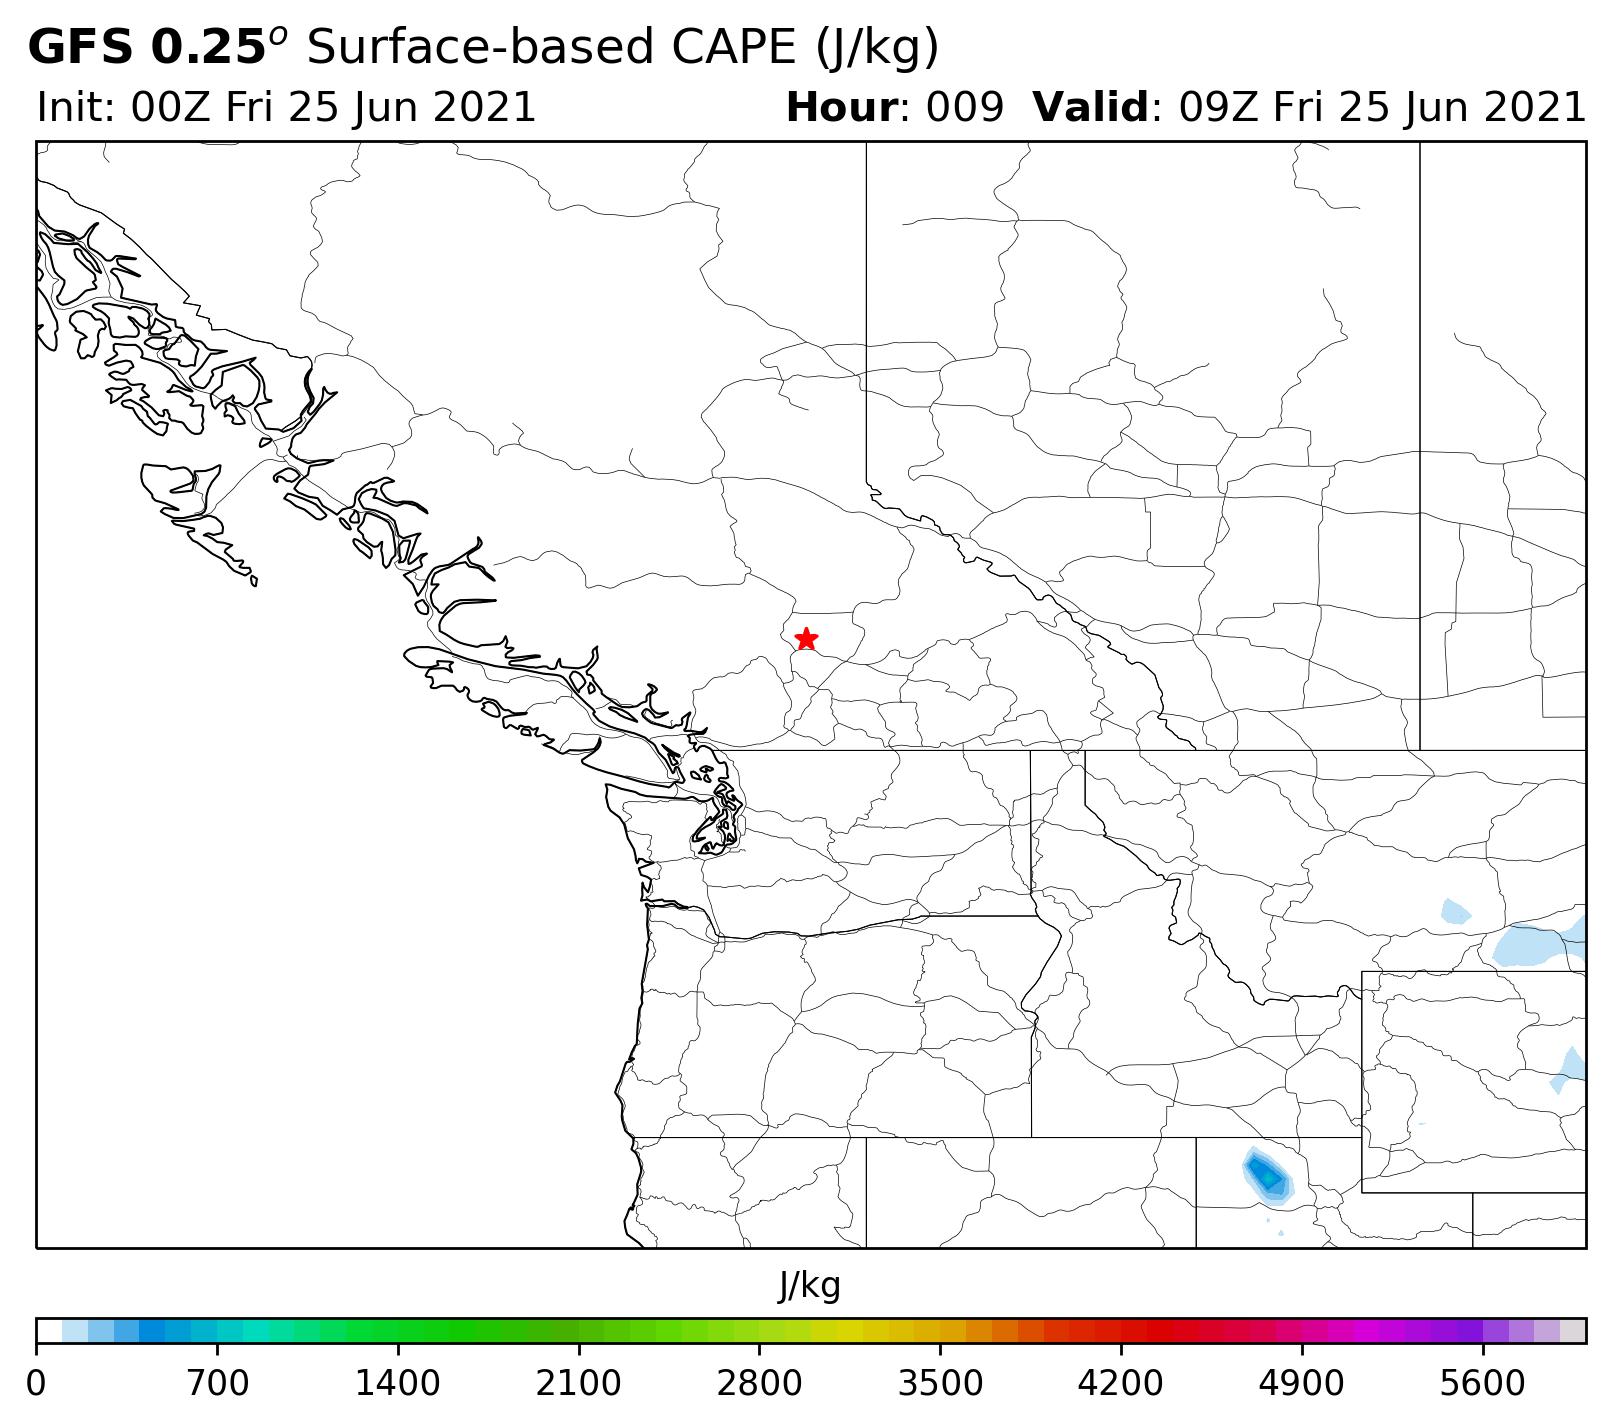 GFS 0.25° Surface-based CAPE (J/kg)
Init: 00Z Fri 25 Jun 2021 Hour: 009 Valid: 09Z Fri 25 Jun 2021
J/kg
0 700 1400 2100 2800 3500 4200 4900 5600